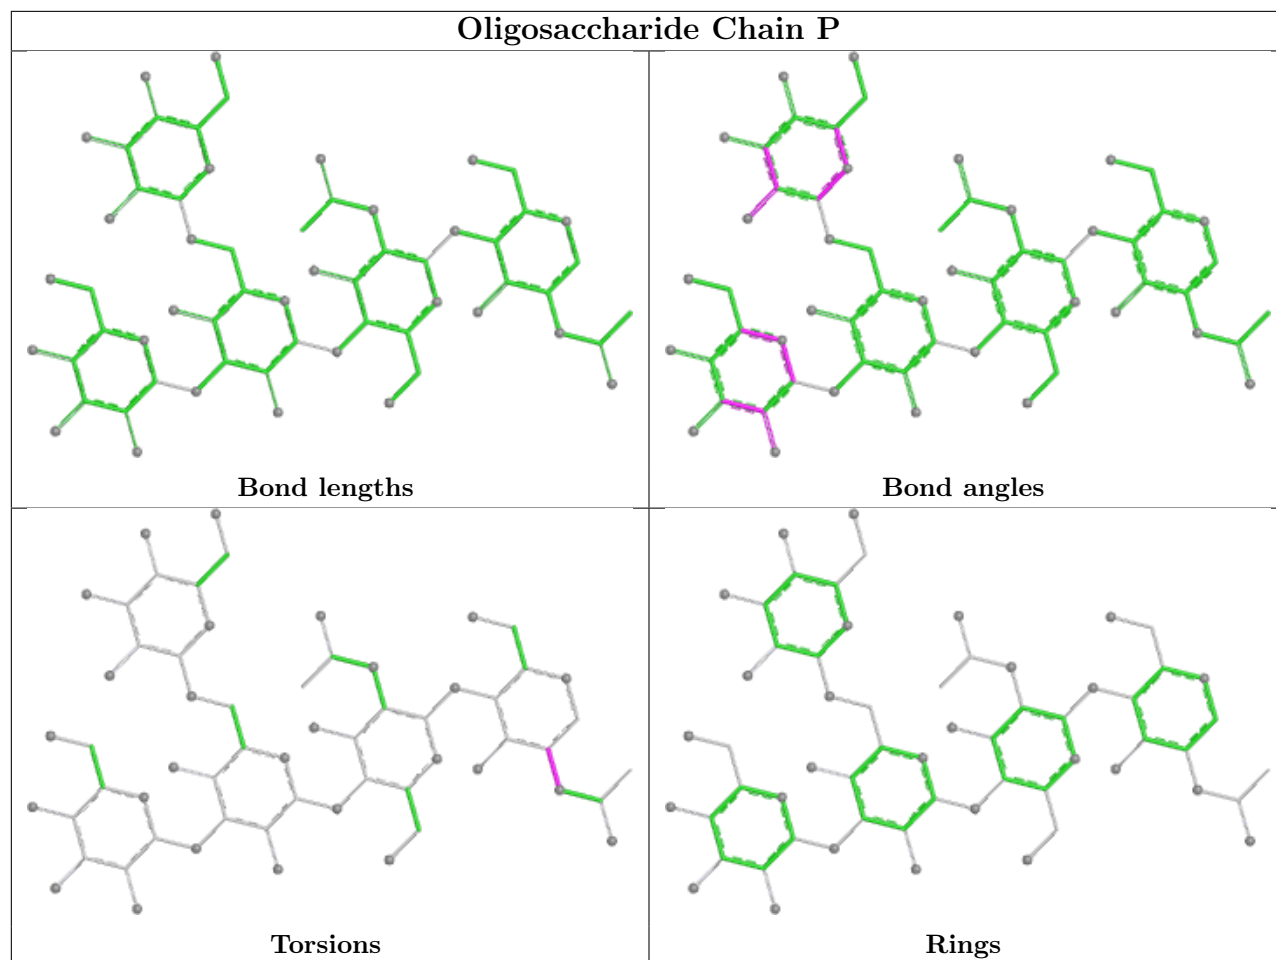 Oligosaccharide Chain P
Bond lengths
Bond angles
Torsions
Rings